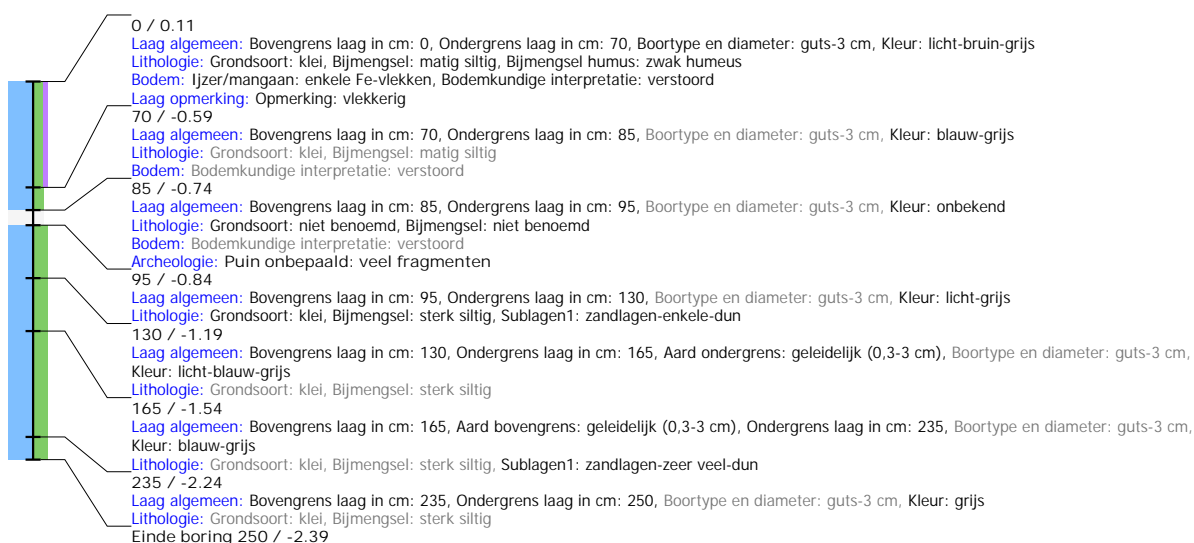 0 / 0.11
Laag algemeen: Bovengrens laag in cm: 0, Ondergrens laag in cm: 70, Boortype en diameter: guts-3 cm, Kleur: licht-bruin-grijs
Lithologie: Grondsoort: klei, Bijmengsel: matig siltig, Bijmengsel humus: zwak humeus
Bodem: Ijzer/mangaan: enkele Fe-vlekken, Bodemkundige interpretatie: verstoord
Laag opmerking: Opmerking: vlekkerig
70 / -0.59
Laag algemeen: Bovengrens laag in cm: 70, Ondergrens laag in cm: 85, Boortype en diameter: guts-3 cm, Kleur: blauw-grijs
Lithologie: Grondsoort: klei, Bijmengsel: matig siltig
Bodem: Bodemkundige interpretatie: verstoord
85 / -0.74
Laag algemeen: Bovengrens laag in cm: 85, Ondergrens laag in cm: 95, Boortype en diameter: guts-3 cm, Kleur: onbekend
Lithologie: Grondsoort: niet benoemd, Bijmengsel: niet benoemd
Bodem: Bodemkundige interpretatie: verstoord
Archeologie: Puin onbepaald: veel fragmenten
95 / -0.84
Laag algemeen: Bovengrens laag in cm: 95, Ondergrens laag in cm: 130, Boortype en diameter: guts-3 cm, Kleur: licht-grijs
Lithologie: Grondsoort: klei, Bijmengsel: sterk siltig, Sublagen1: zandlagen-enkele-dun
130 / -1.19
Laag algemeen: Bovengrens laag in cm: 130, Ondergrens laag in cm: 165, Aard ondergrens: geleidelijk (0,3-3 cm), Boortype en diameter: guts-3 cm,
Kleur: licht-blauw-grijs
Lithologie: Grondsoort: klei, Bijmengsel: sterk siltig
165 / -1.54
Laag algemeen: Bovengrens laag in cm: 165, Aard bovengrens: geleidelijk (0,3-3 cm), Ondergrens laag in cm: 235, Boortype en diameter: guts-3 cm,
Kleur: blauw-grijs
Lithologie: Grondsoort: klei, Bijmengsel: sterk siltig, Sublagen1: zandlagen-zeer veel-dun
235 / -2.24
Laag algemeen: Bovengrens laag in cm: 235, Ondergrens laag in cm: 250, Boortype en diameter: guts-3 cm, Kleur: grijs
Lithologie: Grondsoort: klei, Bijmengsel: sterk siltig
Einde boring 250 / -2.39